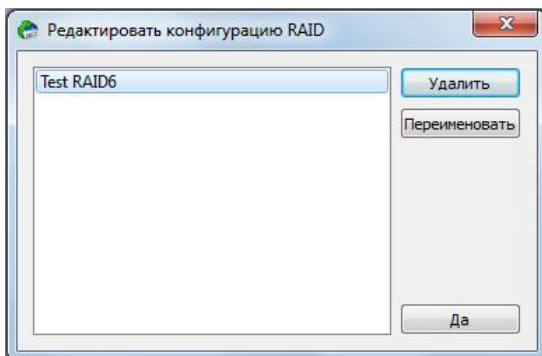 Редактировать конфигурацию RAID
Test RAID6
Удалить
Переименовать
Да